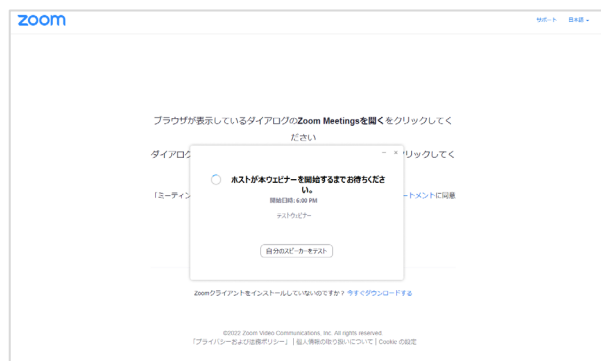 zoom
サポート 日本語
ブラウザが表示しているダイアログのZoom Meetingsを開くをクリックしてく
ださい
ダイアログ
リックしてく
ホストが本ウェビナーを開始するまでお待ちくださ
い。
「ミーティン
ートメントに同意
開始日時: 6:00 PM
テストウェビナー
自分のスピーカーをテスト
Zoomクライアントをインストールしていないのですか？ 今すぐダウンロードする
©2022 Zoom Video Communications, Inc. All rights reserved.
「プライバシーおよび法務ポリシー」 | 個人情報の取り扱いについて | Cookie の設定